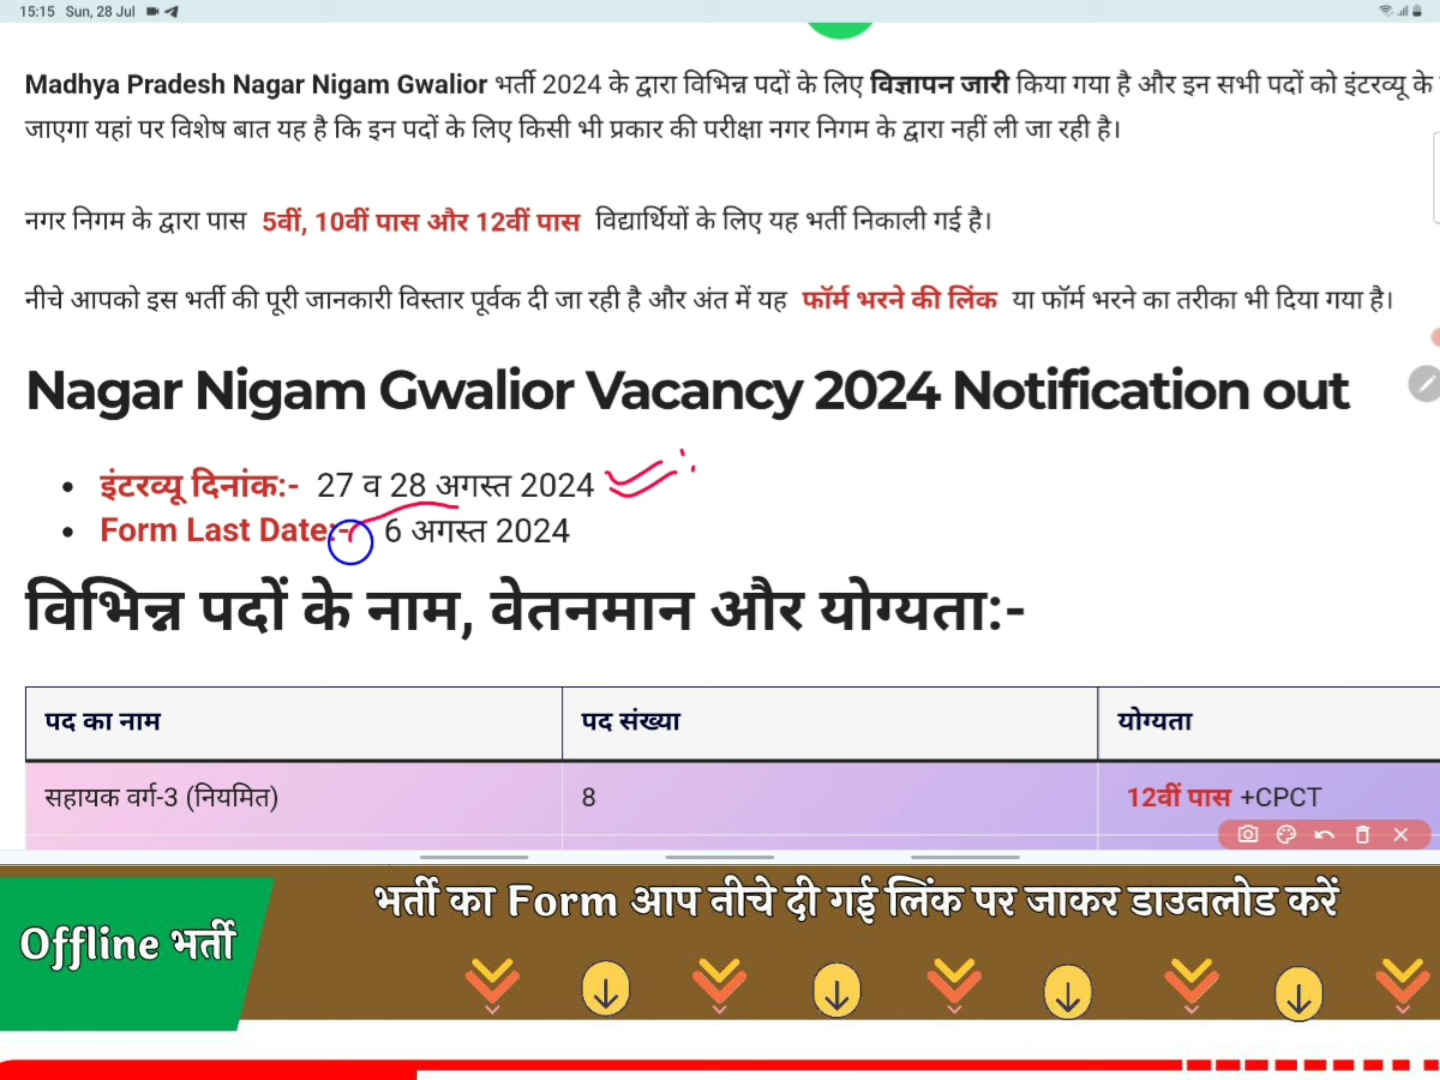 15:15 Sun, 28 Jul
Madhya Pradesh Nagar Nigam Gwalior भर्ती 2024 के द्वारा विभिन्न पदों के लिए विज्ञापन जारी किया गया है और इन सभी पदों को इंटरव्यू के
जाएगा यहां पर विशेष बात यह है कि इन पदों के लिए किसी भी प्रकार की परीक्षा नगर निगम के द्वारा नहीं ली जा रही है।
नगर निगम के द्वारा पास 5वीं, 10वीं पास और 12वीं पास विद्यार्थियों के लिए यह भर्ती निकाली गई है।
नीचे आपको इस भर्ती की पूरी जानकारी विस्तार पूर्वक दी जा रही है और अंत में यह फॉर्म भरने की लिंक या फॉर्म भरने का तरीका भी दिया गया है।
Nagar Nigam Gwalior Vacancy 2024 Notification out
• इंटरव्यू दिनांक:- 27 व 28 अगस्त 2024
• Form Last Date:- 6 अगस्त 2024
विभिन्न पदों के नाम, वेतनमान और योग्यता:-
पद का नाम पद संख्या योग्यता
सहायक वर्ग-3 (नियमित) 8 12वीं पास +CPCT
भर्ती का Form आप नीचे दी गई लिंक पर जाकर डाउनलोड करें
Offline भर्ती